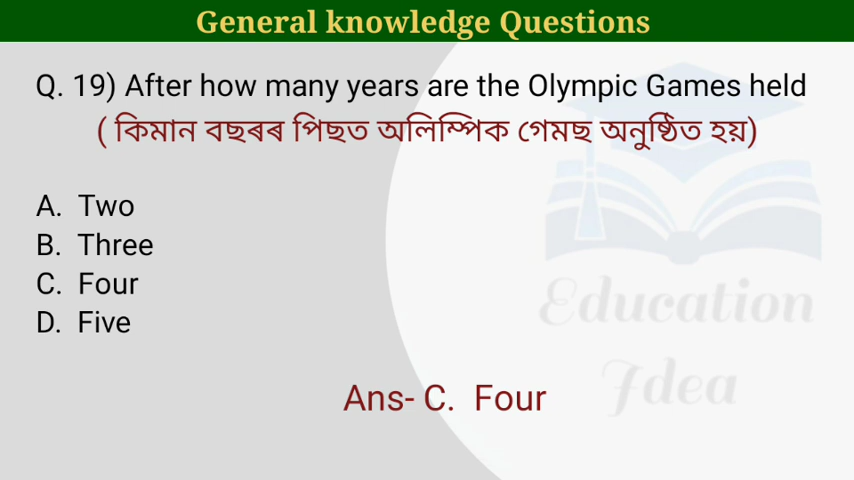 General knowledge Questions
Q. 19) After how many years are the Olympic Games held
( কিমান বছৰৰ পিছত অলিম্পিক গেমছ অনুষ্ঠিত হয়)
A. Two
B. Three
C. Four
D. Five
Education
Idea
Ans- C. Four